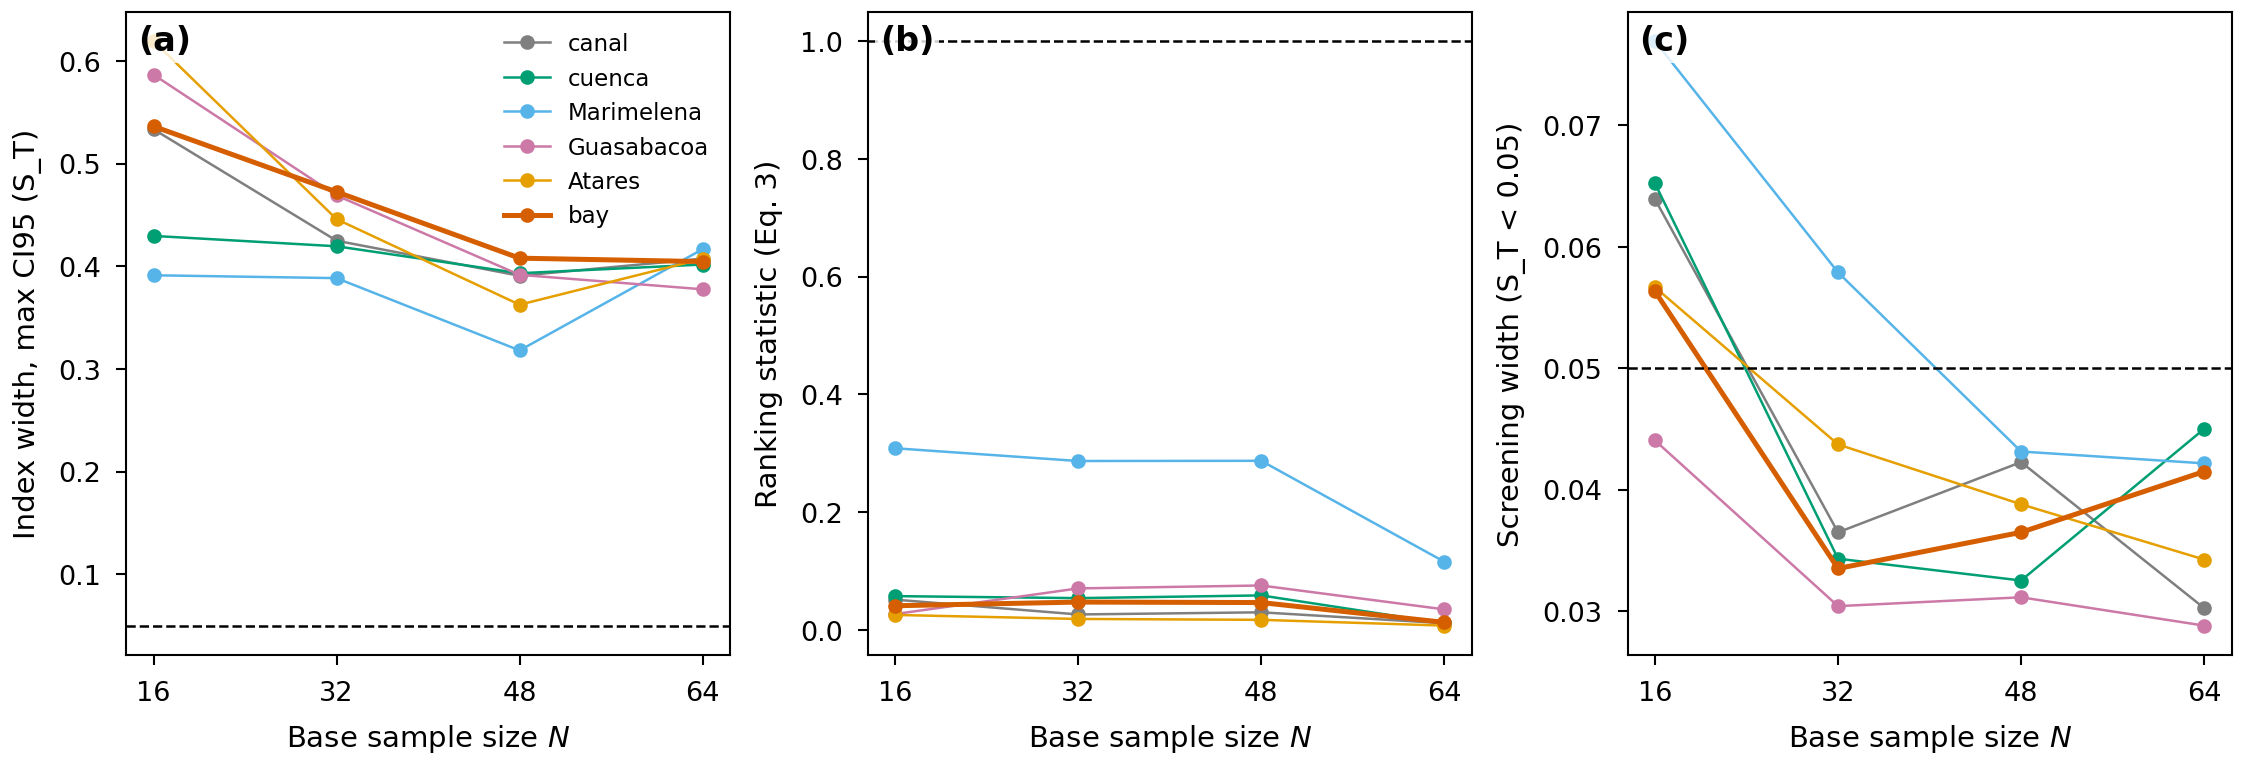 (a)
canal
cuenca
Marimelena
Guasabacoa
Atares
bay
0.6
0.5
0.4
0.3
0.2
0.1
16 32 48 64
Index width, max CI95 (S_T)
Base sample size N
(b)
1.0
0.8
0.6
0.4
0.2
0.0
16 32 48 64
Ranking statistic (Eq. 3)
Base sample size N
(c)
0.07
0.06
0.05
0.04
0.03
16 32 48 64
Screening width (S_T < 0.05)
Base sample size N